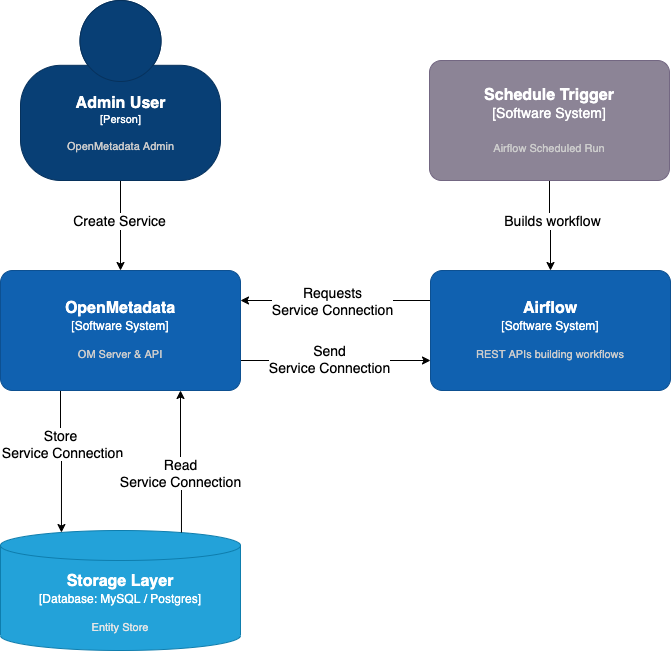 Admin User
[Person]
OpenMetadata Admin
Schedule Trigger
[Software System]
Airflow Scheduled Run
Create Service
Builds workflow
OpenMetadata
[Software System]
OM Server & API
Requests
Service Connection
Send
Service Connection
Airflow
[Software System]
REST APIs building workflows
Store
Service Connection
Read
Service Connection
Storage Layer
[Database: MySQL / Postgres]
Entity Store